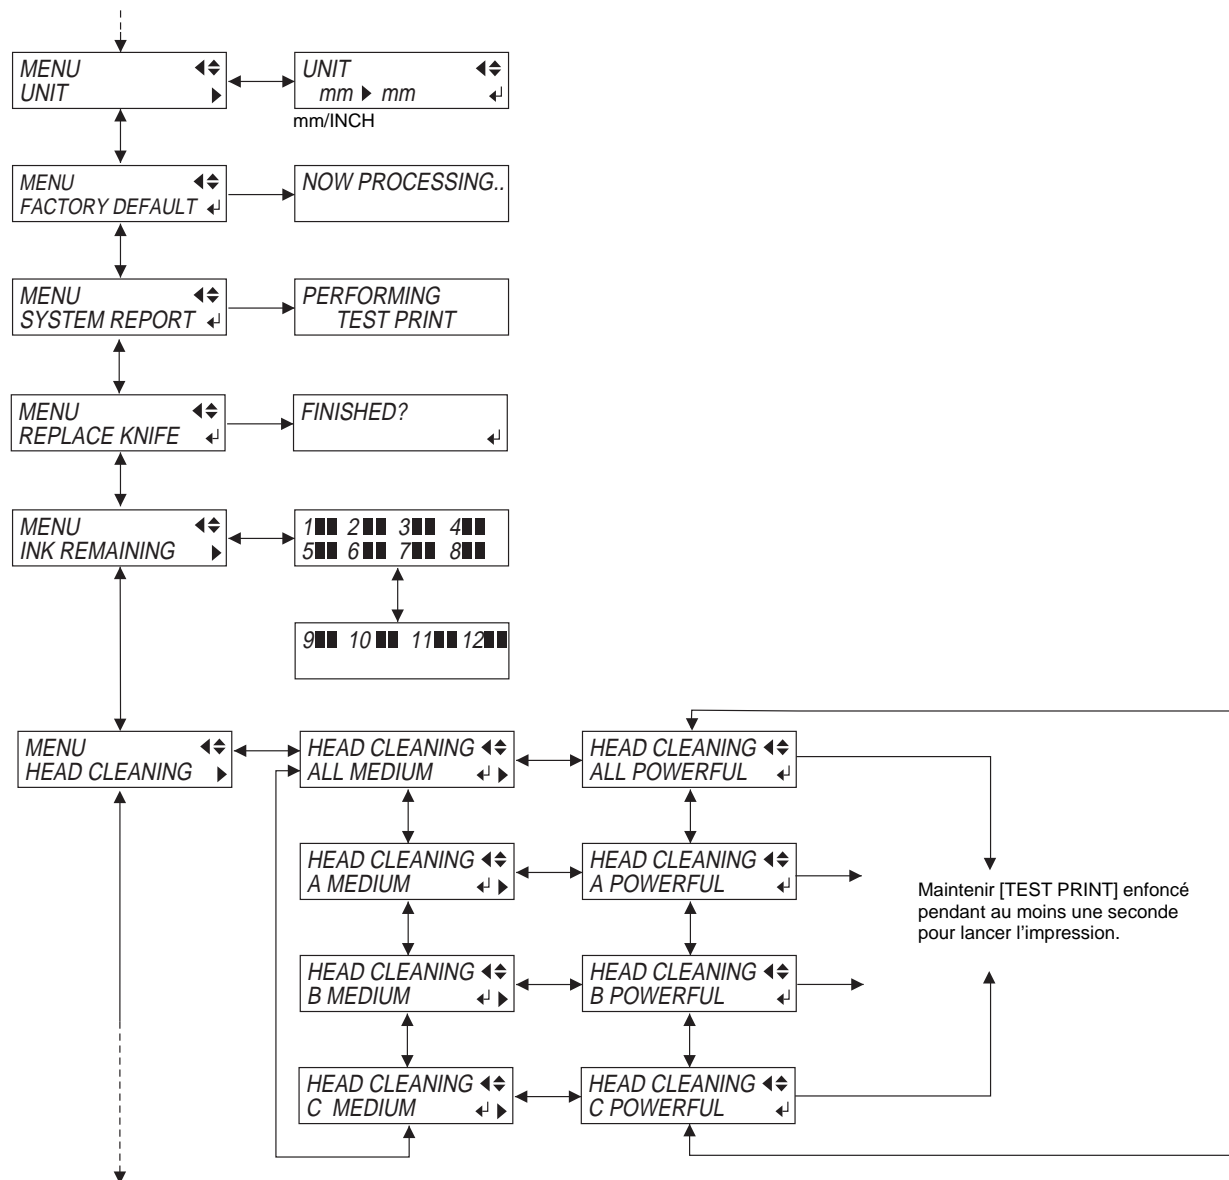 MENU
UNIT
UNIT
mm mm
mm/INCH
MENU
FACTORY DEFAULT
NOW PROCESSING..
MENU
SYSTEM REPORT
PERFORMING
TEST PRINT
MENU
REPLACE KNIFE
FINISHED?
MENU
INK REMAINING
1 2 3 4
5 6 7 8
9 10 11 12
MENU
HEAD CLEANING
HEAD CLEANING
ALL MEDIUM
HEAD CLEANING
ALL POWERFUL
HEAD CLEANING
A MEDIUM
HEAD CLEANING
A POWERFUL
Maintenir [TEST PRINT] enfoncé
pendant au moins une seconde
pour lancer l’impression.
HEAD CLEANING
B MEDIUM
HEAD CLEANING
B POWERFUL
HEAD CLEANING
C MEDIUM
HEAD CLEANING
C POWERFUL